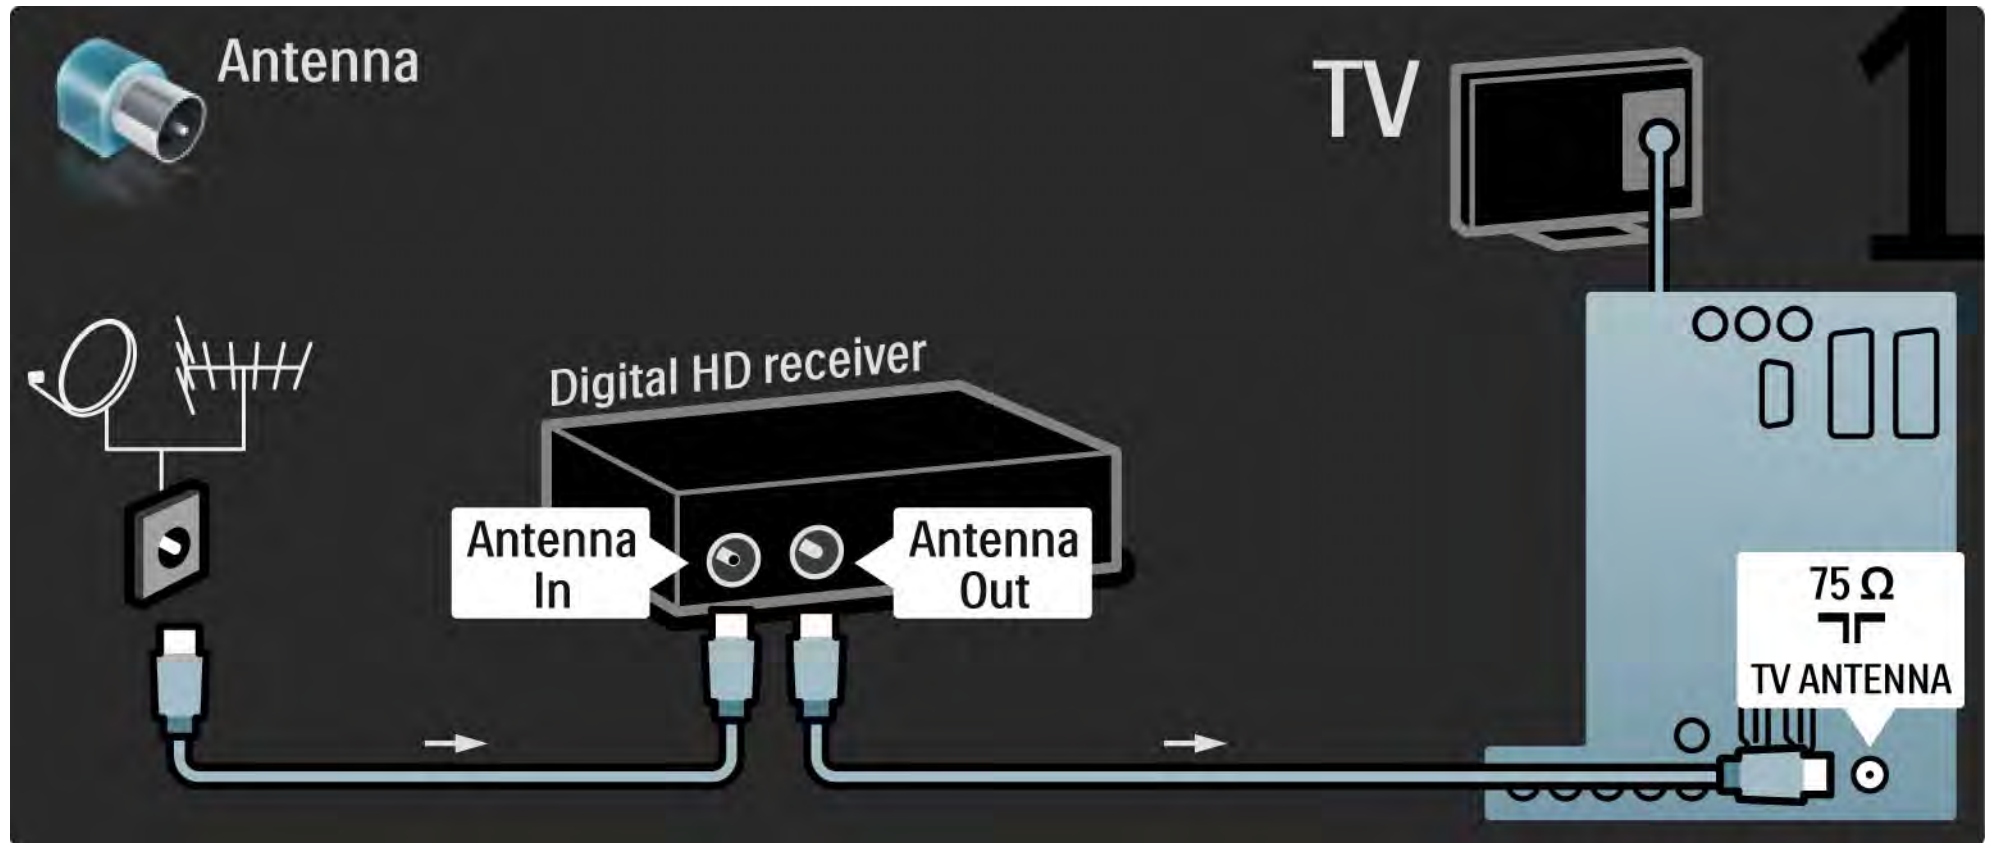 Antenna
TV
1
Digital HD receiver
Antenna
In
Antenna
Out
75 Ω
TV ANTENNA